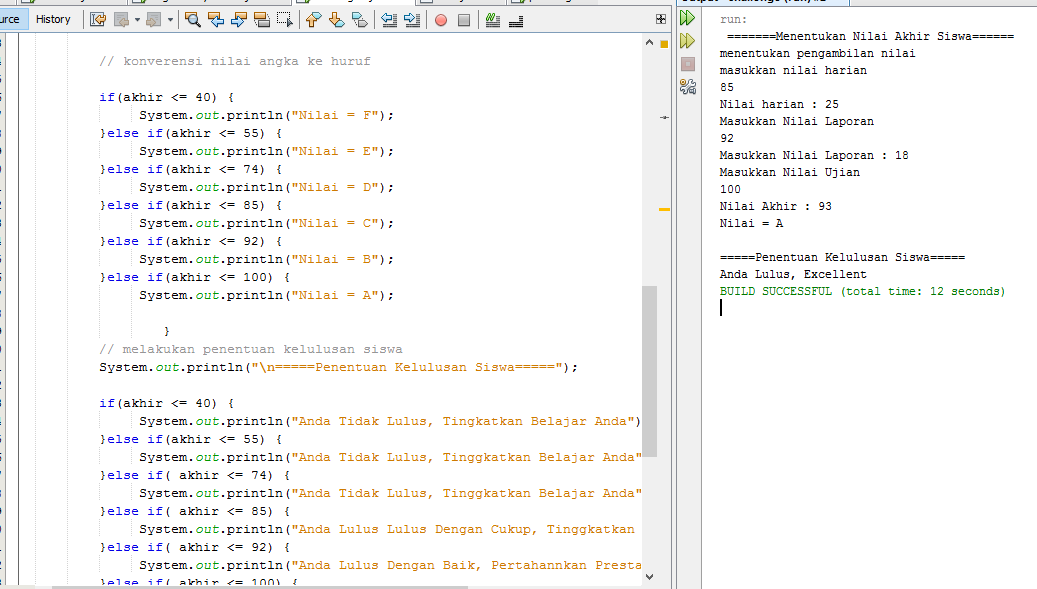 urce History
// konverensi nilai angka ke huruf
if(akhir <= 40) {
System.out.println("Nilai = F");
}else if(akhir <= 55) {
System.out.println("Nilai = E");
}else if(akhir <= 74) {
System.out.println("Nilai = D");
}else if(akhir <= 85) {
System.out.println("Nilai = C");
}else if(akhir <= 92) {
System.out.println("Nilai = B");
}else if(akhir <= 100) {
System.out.println("Nilai = A");
}
// melakukan penentuan kelulusan siswa
System.out.println("\n=====Penentuan Kelulusan Siswa=====");
if(akhir <= 40) {
System.out.println("Anda Tidak Lulus, Tingkatkan Belajar Anda")
}else if(akhir <= 55) {
System.out.println("Anda Tidak Lulus, Tinggkatkan Belajar Anda"
}else if( akhir <= 74) {
System.out.println("Anda Tidak Lulus, Tinggkatkan Belajar Anda"
}else if( akhir <= 85) {
System.out.println("Anda Lulus Lulus Dengan Cukup, Tinggkatkan
}else if( akhir <= 92) {
System.out.println("Anda Lulus Dengan Baik, Pertahannkan Presta
}else if( akhir <= 100) {
run:
=======Menentukan Nilai Akhir Siswa======
menentukan pengambilan nilai
masukkan nilai harian
85
Nilai harian : 25
Masukkan Nilai Laporan
92
Masukkan Nilai Laporan : 18
Masukkan Nilai Ujian
100
Nilai Akhir : 93
Nilai = A
=====Penentuan Kelulusan Siswa=====
Anda Lulus, Excellent
BUILD SUCCESSFUL (total time: 12 seconds)